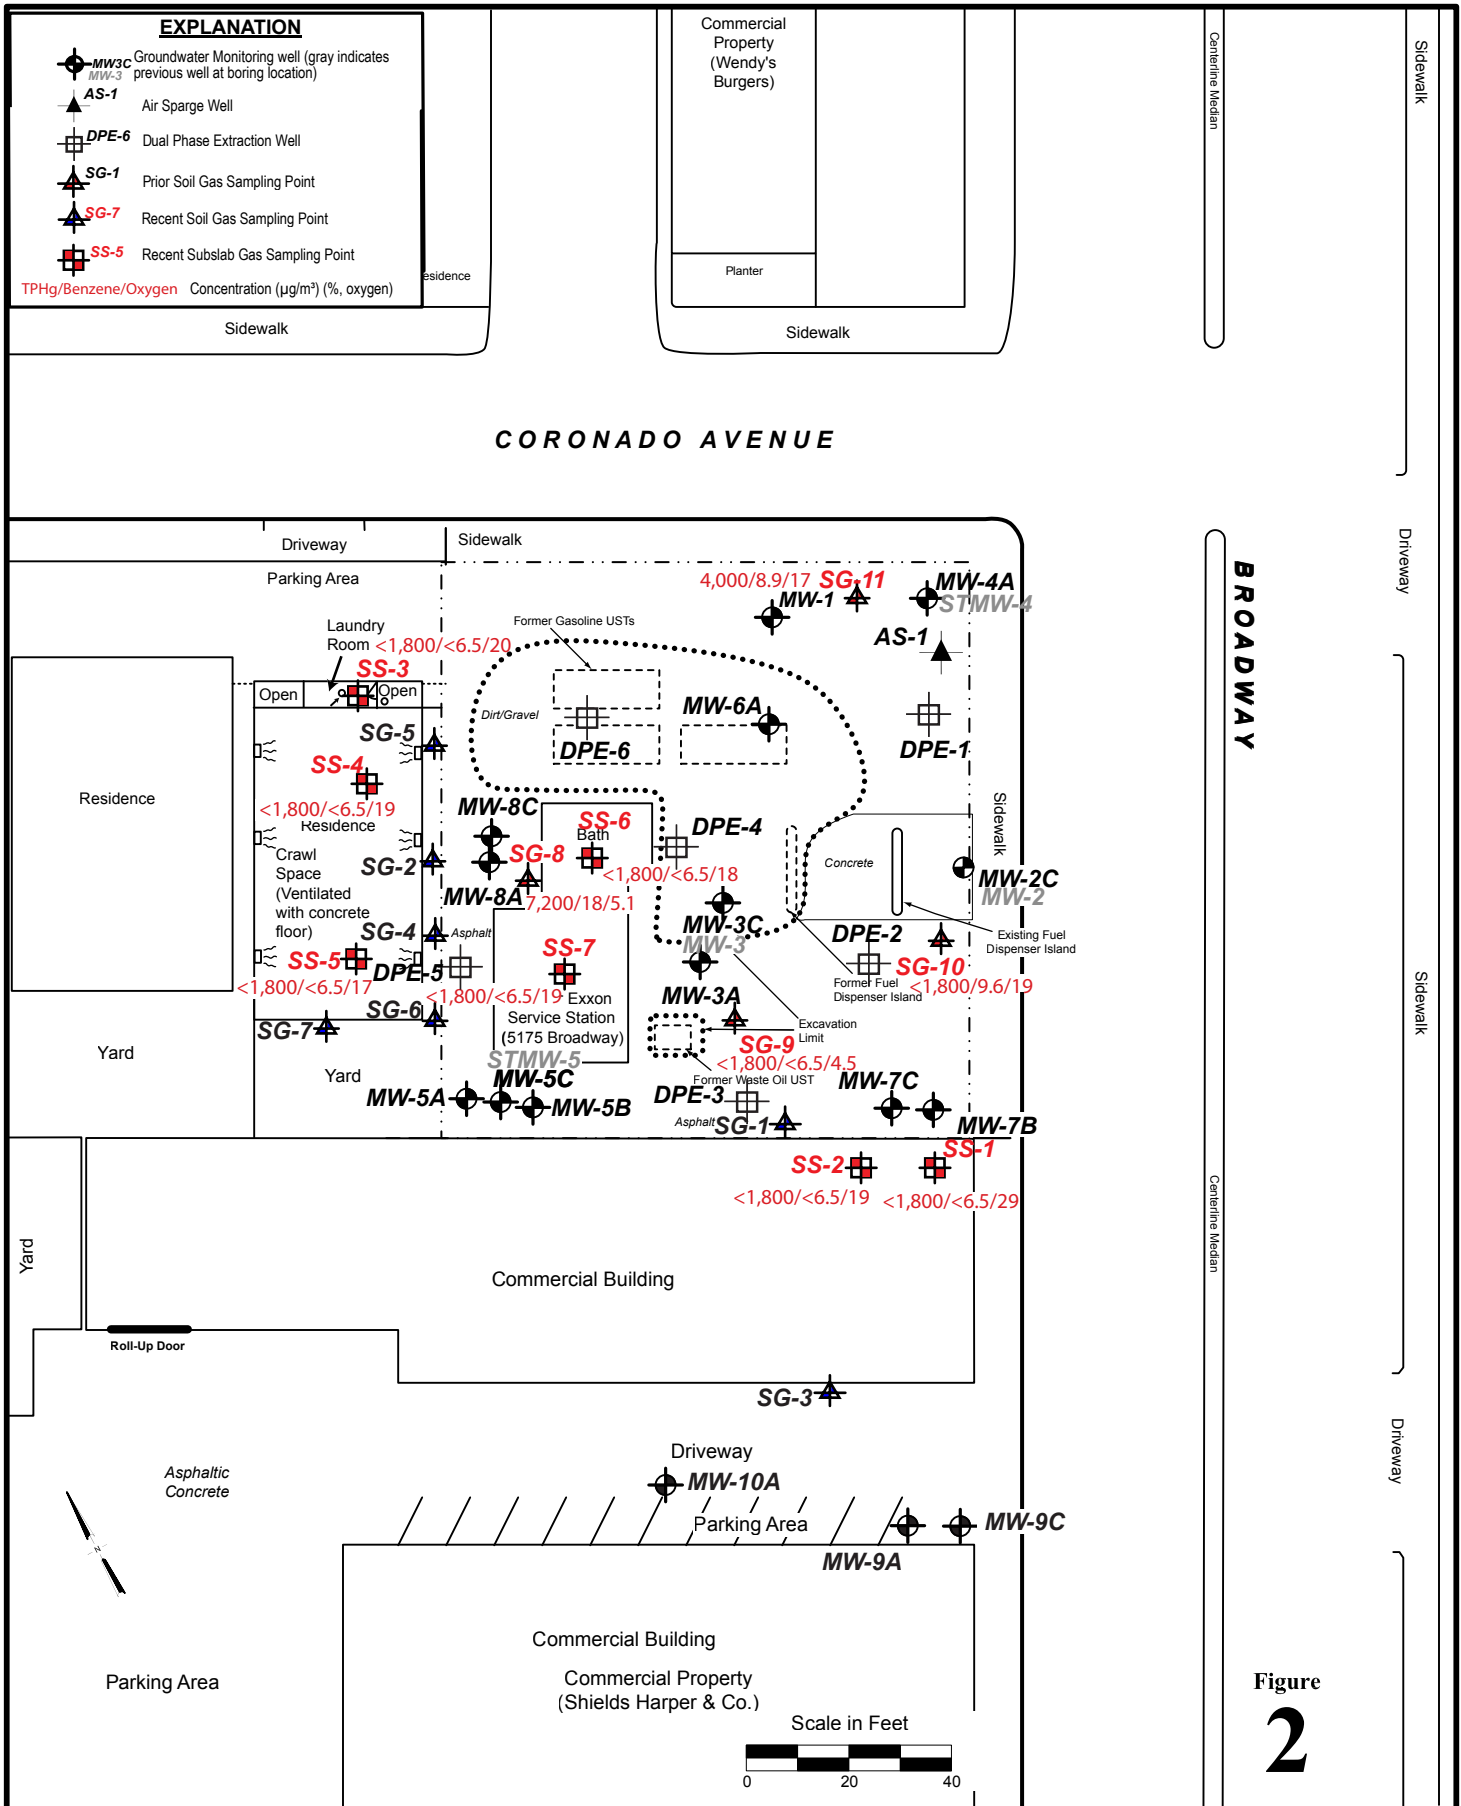 EXPLANATION
MW3C Groundwater Monitoring well (gray indicates
MW-3 previous well at boring location)
AS-1
Air Sparge Well
DPE-6 Dual Phase Extraction Well
SG-1
Prior Soil Gas Sampling Point
SG-7
Recent Soil Gas Sampling Point
SS-5 Recent Subslab Gas Sampling Point
TPHg/Benzene/Oxygen Concentration (µg/m³) (%, oxygen)
esidence
Sidewalk
Commercial
Property
(Wendy's
Burgers)
Planter
Sidewalk
Centerline Median
Sidewalk
CORONADO AVENUE
Driveway
Sidewalk
Parking Area
Driveway
BROADWAY
4,000/8.9/17 SG-11
MW-1
MW-4A
STMW-4
AS-1
Former Gasoline USTs
Laundry
Room <1,800/<6.5/20
SS-3
Open
Open
Dirt/Gravel
MW-6A
DPE-6
DPE-1
SG-5
SS-4
<1,800/<6.5/19
Residence
Residence
Crawl
Space
(Ventilated
with concrete
floor)
SG-2
MW-8C
SG-8
MW-8A
7,200/18/5.1
SS-6
Bath
<1,800/<6.5/18
DPE-4
Concrete
Sidewalk
MW-2C
MW-2
MW-3C
MW-3
SG-4
Asphalt
SS-5
DPE-5
<1,800/<6.5/17
SS-7
<1,800/<6.5/19
Exxon
Service Station
(5175 Broadway)
DPE-2
SG-10
<1,800/9.6/19
Existing Fuel
Dispenser Island
Former Fuel
Dispenser Island
MW-3A
Excavation
Limit
SG-9
<1,800/<6.5/4.5
Former Waste Oil UST
SG-6
SG-7
Yard
Yard
Sidewalk
STMW-5
MW-5C
MW-5A
MW-5B
DPE-3
Asphalt
SG-1
MW-7C
MW-7B
SS-2
SS-1
<1,800/<6.5/19
<1,800/<6.5/29
Centerline Median
Yard
Commercial Building
Roll-Up Door
SG-3
Driveway
Driveway
Asphaltic
Concrete
MW-10A
Parking Area
MW-9C
MW-9A
N
Commercial Building
Commercial Property
(Shields Harper & Co.)
Parking Area
Scale in Feet
0 20 40
Figure
2